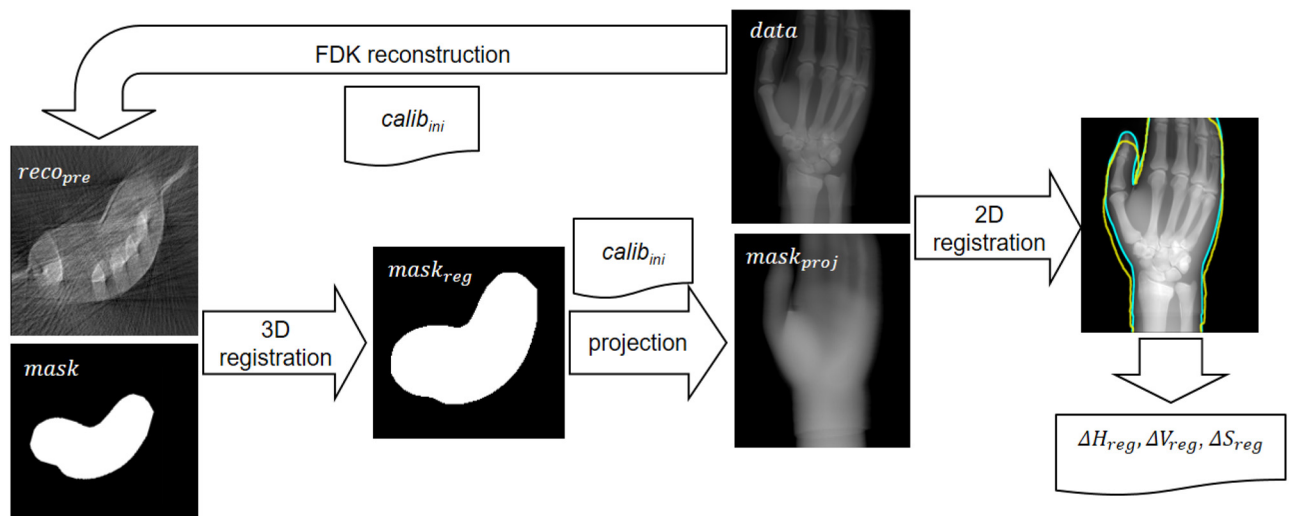 data
FDK reconstruction
calib_ini
reco_pre
mask
3D
registration
mask_reg
calib_ini
projection
mask_proj
2D
registration
ΔH_reg, ΔV_reg, ΔS_reg